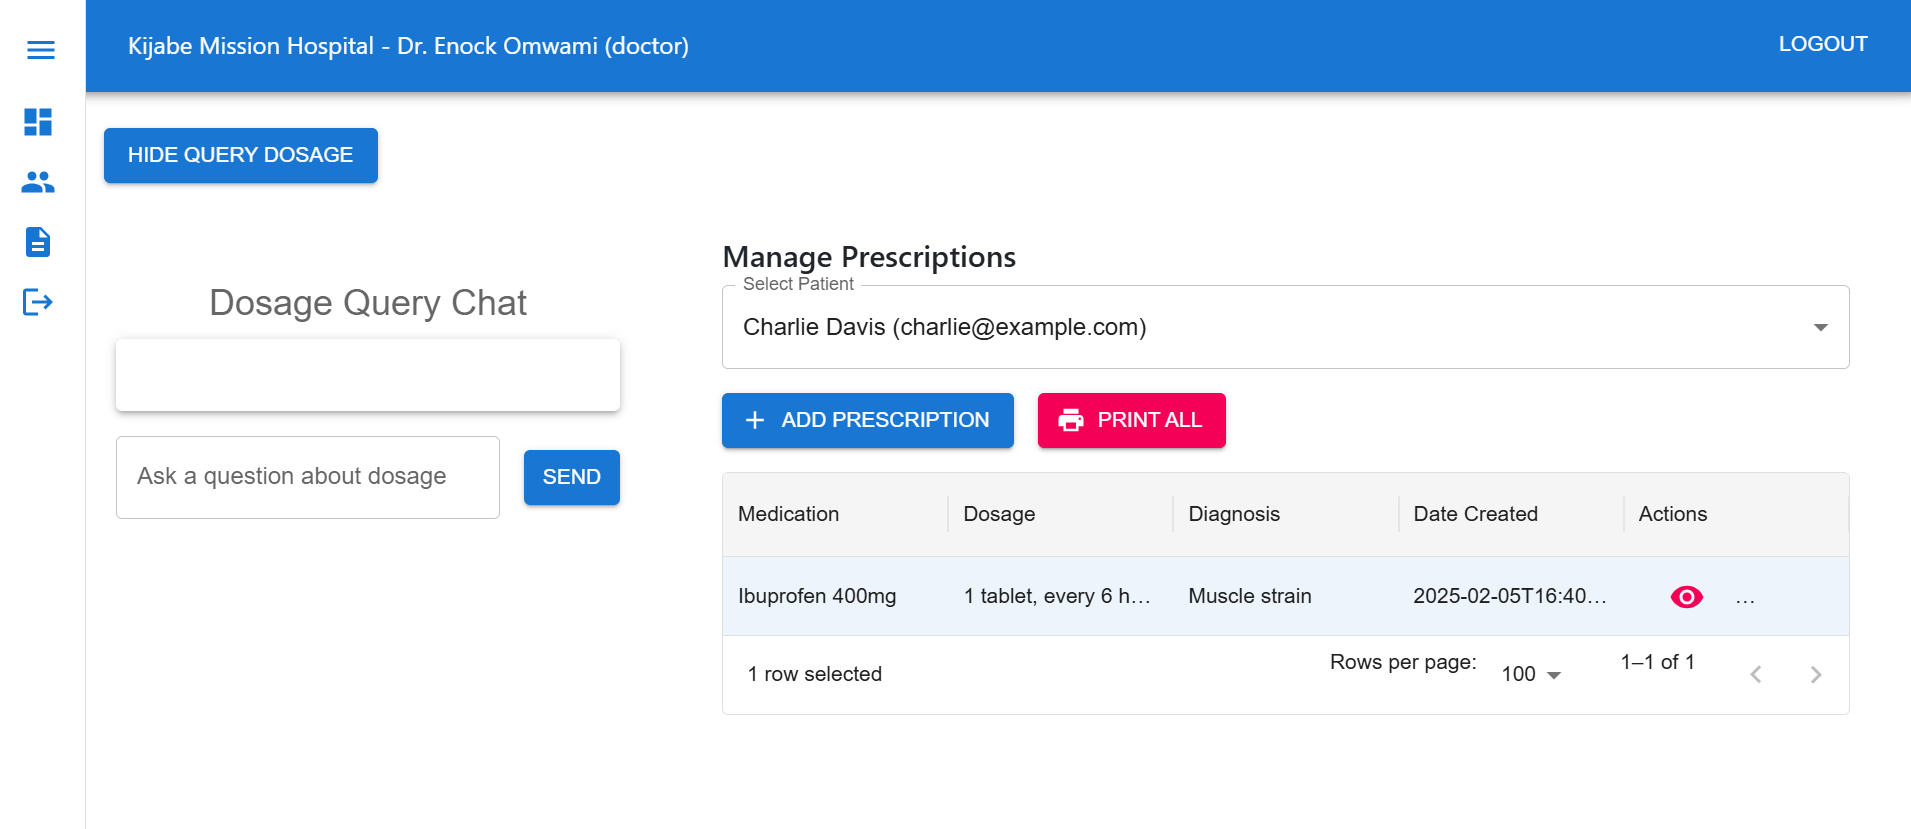 Kijabe Mission Hospital - Dr. Enock Omwami (doctor)
LOGOUT
HIDE QUERY DOSAGE
Dosage Query Chat
Ask a question about dosage
SEND
Manage Prescriptions
Select Patient
Charlie Davis (charlie@example.com)
ADD PRESCRIPTION
PRINT ALL
Medication Dosage Diagnosis Date Created Actions
Ibuprofen 400mg 1 tablet, every 6 h... Muscle strain 2025-02-05T16:40... ...
1 row selected Rows per page: 100 1–1 of 1